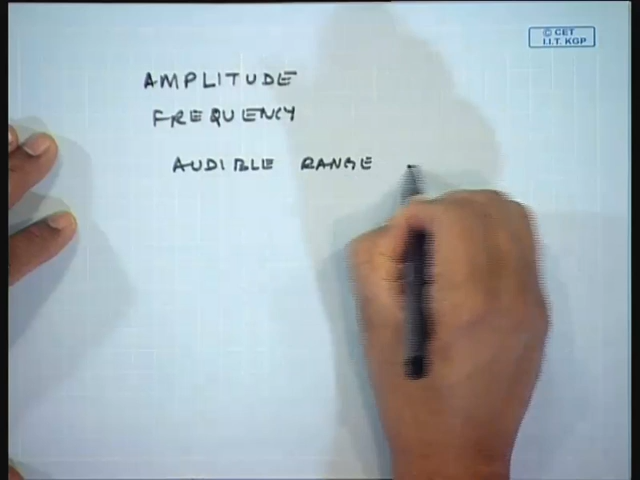 © CET
I.I.T. KGP
AMPLITUDE
FREQUENCY
AUDIBLE RANGE